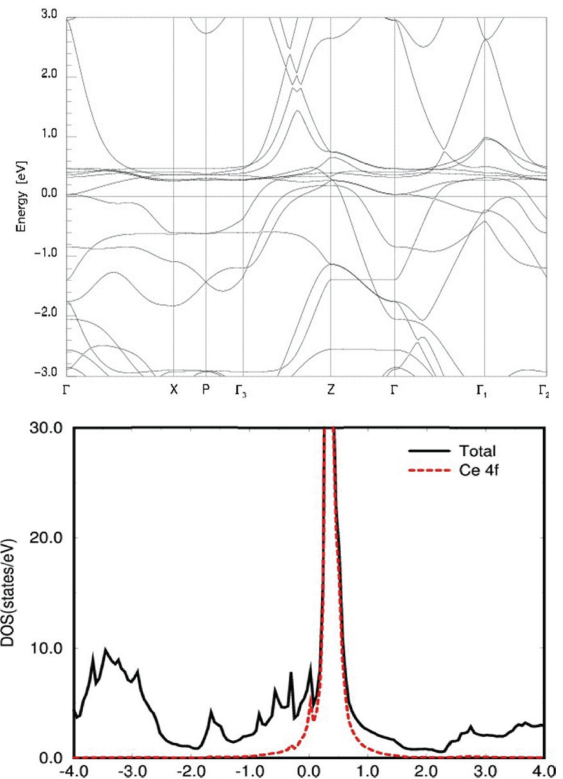 3.0
2.0
1.0
0.0
−1.0
−2.0
−3.0
Energy [eV]
Γ X P Γ3 Z Γ Γ1 Γ2
30.0
20.0
10.0
0.0
DOS(states/eV)
Total
Ce 4f
-4.0 -3.0 -2.0 -1.0 0.0 1.0 2.0 3.0 4.0